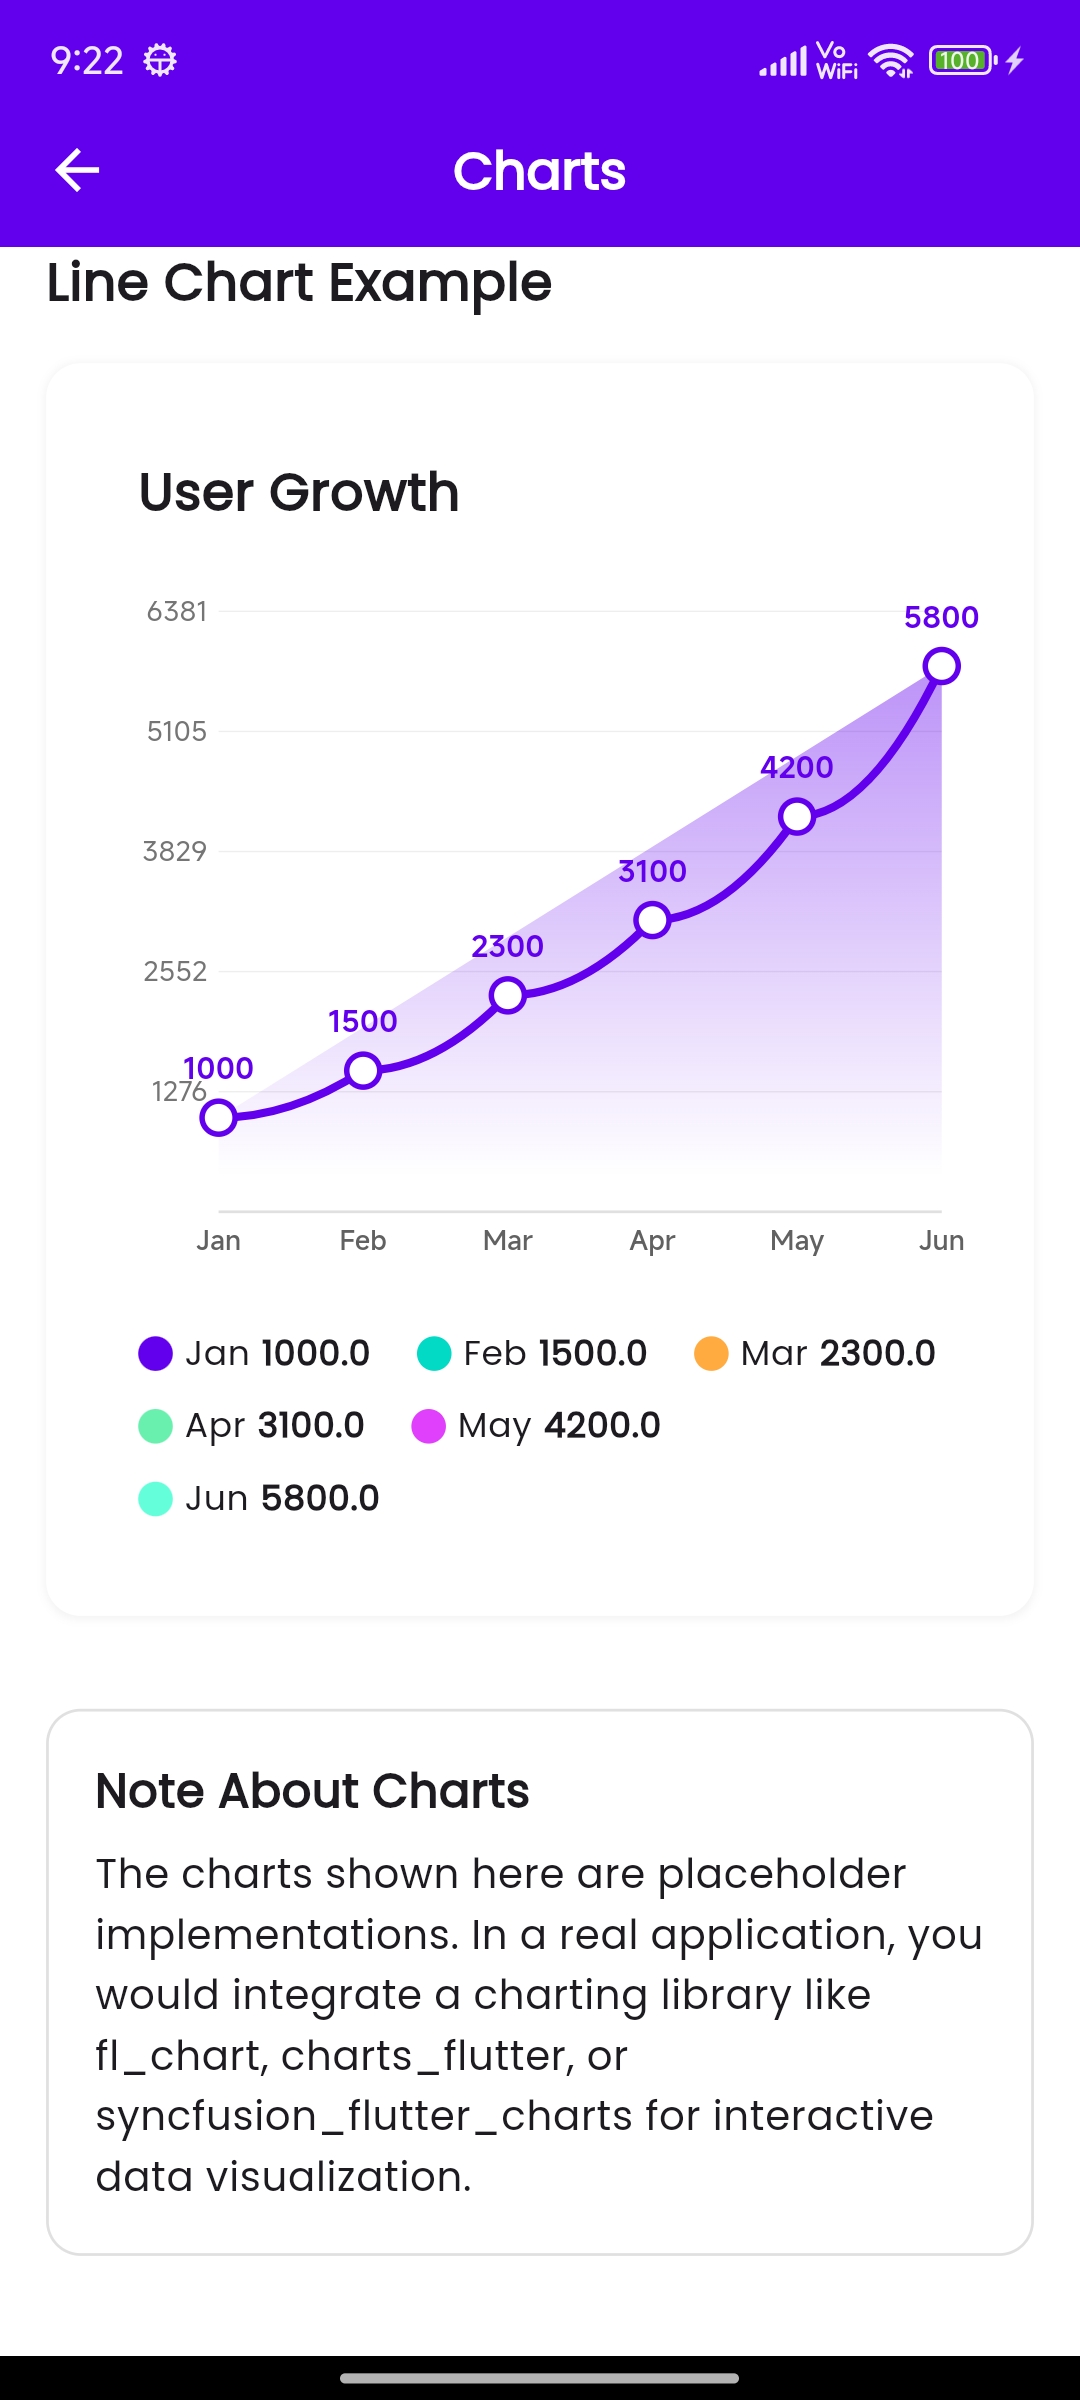 9:22
Vo
WiFi
100
Charts
Line Chart Example
User Growth
6381
5800
5105
4200
3829
3100
2552
2300
1500
1276
1000
Jan Feb Mar Apr May Jun
Jan 1000.0 Feb 1500.0 Mar 2300.0
Apr 3100.0 May 4200.0
Jun 5800.0
Note About Charts
The charts shown here are placeholder
implementations. In a real application, you
would integrate a charting library like
fl_chart, charts_flutter, or
syncfusion_flutter_charts for interactive
data visualization.